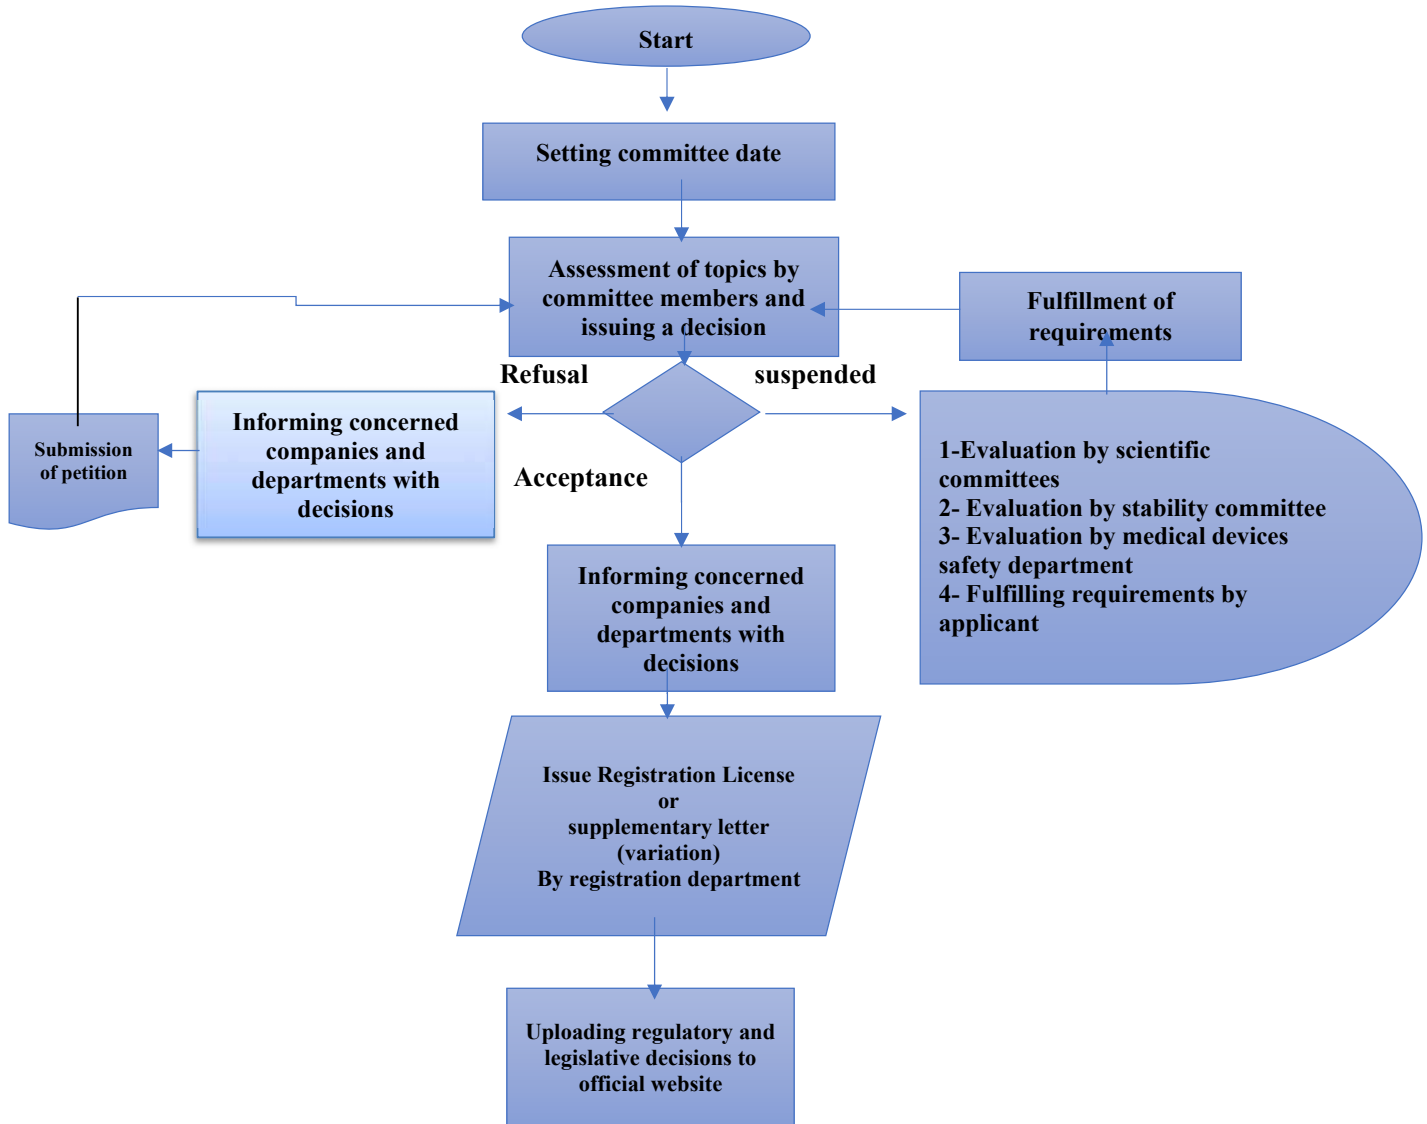 Start
Setting committee date
Assessment of topics by
committee members and
issuing a decision
Fulfillment of
requirements
Refusal
suspended
Informing concerned
companies and
departments with
decisions
Submission
of petition
1-Evaluation by scientific
committees
2- Evaluation by stability committee
3- Evaluation by medical devices
safety department
4- Fulfilling requirements by
applicant
Acceptance
Informing concerned
companies and
departments with
decisions
Issue Registration License
or
supplementary letter
(variation)
By registration department
Uploading regulatory and
legislative decisions to
official website